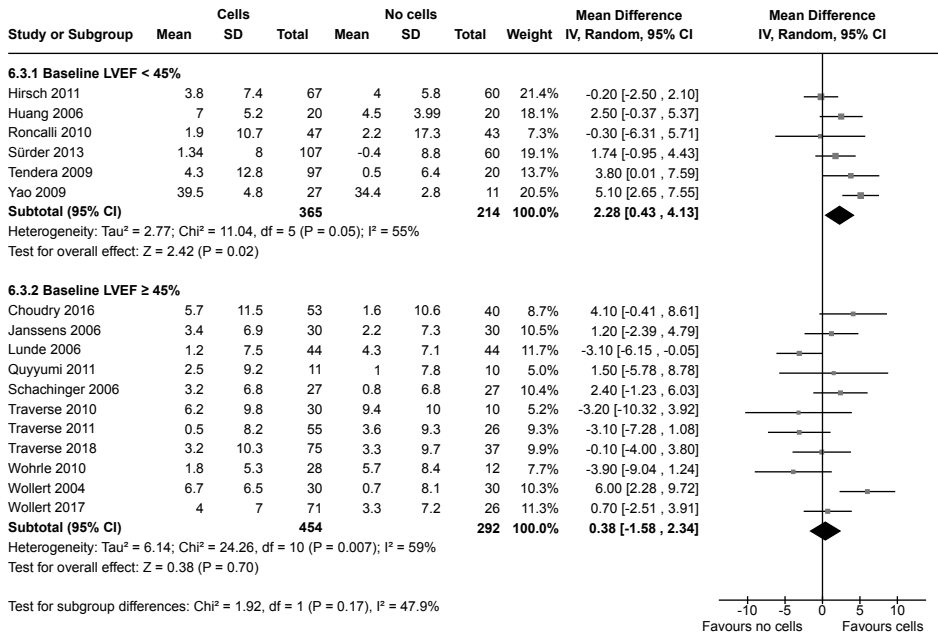 Cells No cells Mean Difference Mean Difference
Study or Subgroup Mean SD Total Mean SD Total Weight IV, Random, 95% CI IV, Random, 95% CI
6.3.1 Baseline LVEF < 45%
Hirsch 2011 3.8 7.4 67 4 5.8 60 21.4% -0.20 [-2.50 , 2.10]
Huang 2006 7 5.2 20 4.5 3.99 20 18.1% 2.50 [-0.37 , 5.37]
Roncalli 2010 1.9 10.7 47 2.2 17.3 43 7.3% -0.30 [-6.31 , 5.71]
Sürder 2013 1.34 8 107 -0.4 8.8 60 19.1% 1.74 [-0.95 , 4.43]
Tendera 2009 4.3 12.8 97 0.5 6.4 20 13.7% 3.80 [0.01 , 7.59]
Yao 2009 39.5 4.8 27 34.4 2.8 11 20.5% 5.10 [2.65 , 7.55]
Subtotal (95% CI) 365 214 100.0% 2.28 [0.43 , 4.13]
Heterogeneity: Tau² = 2.77; Chi² = 11.04, df = 5 (P = 0.05); I² = 55%
Test for overall effect: Z = 2.42 (P = 0.02)
6.3.2 Baseline LVEF ≥ 45%
Choudry 2016 5.7 11.5 53 1.6 10.6 40 8.7% 4.10 [-0.41 , 8.61]
Janssens 2006 3.4 6.9 30 2.2 7.3 30 10.5% 1.20 [-2.39 , 4.79]
Lunde 2006 1.2 7.5 44 4.3 7.1 44 11.7% -3.10 [-6.15 , -0.05]
Quyyumi 2011 2.5 9.2 11 1 7.8 10 5.0% 1.50 [-5.78 , 8.78]
Schachinger 2006 3.2 6.8 27 0.8 6.8 27 10.4% 2.40 [-1.23 , 6.03]
Traverse 2010 6.2 9.8 30 9.4 10 10 5.2% -3.20 [-10.32 , 3.92]
Traverse 2011 0.5 8.2 55 3.6 9.3 26 9.3% -3.10 [-7.28 , 1.08]
Traverse 2018 3.2 10.3 75 3.3 9.7 37 9.7% -0.10 [-4.00 , 3.80]
Wohrle 2010 1.8 5.3 28 5.7 8.4 12 7.7% -3.90 [-9.04 , 1.24]
Wollert 2004 6.7 6.5 30 0.7 8.1 30 10.3% 6.00 [2.28 , 9.72]
Wollert 2017 4 7 71 3.3 7.2 26 11.3% 0.70 [-2.51 , 3.91]
Subtotal (95% CI) 454 292 100.0% 0.38 [-1.58 , 2.34]
Heterogeneity: Tau² = 6.14; Chi² = 24.26, df = 10 (P = 0.007); I² = 59%
Test for overall effect: Z = 0.38 (P = 0.70)
Test for subgroup differences: Chi² = 1.92, df = 1 (P = 0.17), I² = 47.9%
-10 -5 0 5 10
Favours no cells Favours cells